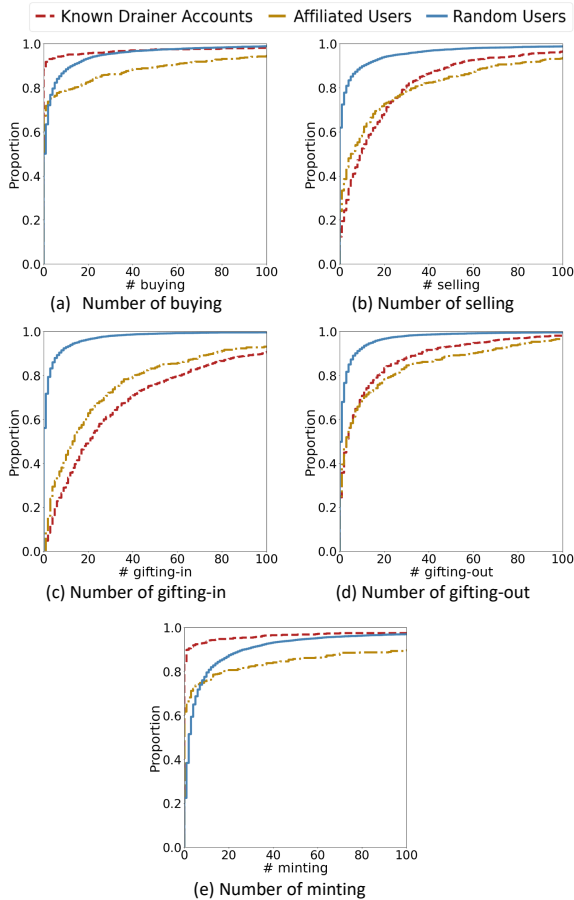 Known Drainer Accounts Affiliated Users Random Users
1.0
0.8
0.6
0.4
0.2
0.0
Proportion
0 20 40 60 80 100
# buying
(a) Number of buying
1.0
0.8
0.6
0.4
0.2
0.0
Proportion
0 20 40 60 80 100
# selling
(b) Number of selling
1.0
0.8
0.6
0.4
0.2
0.0
Proportion
0 20 40 60 80 100
# gifting-in
(c) Number of gifting-in
1.0
0.8
0.6
0.4
0.2
0.0
Proportion
0 20 40 60 80 100
# gifting-out
(d) Number of gifting-out
1.0
0.8
0.6
0.4
0.2
0.0
Proportion
0 20 40 60 80 100
# minting
(e) Number of minting